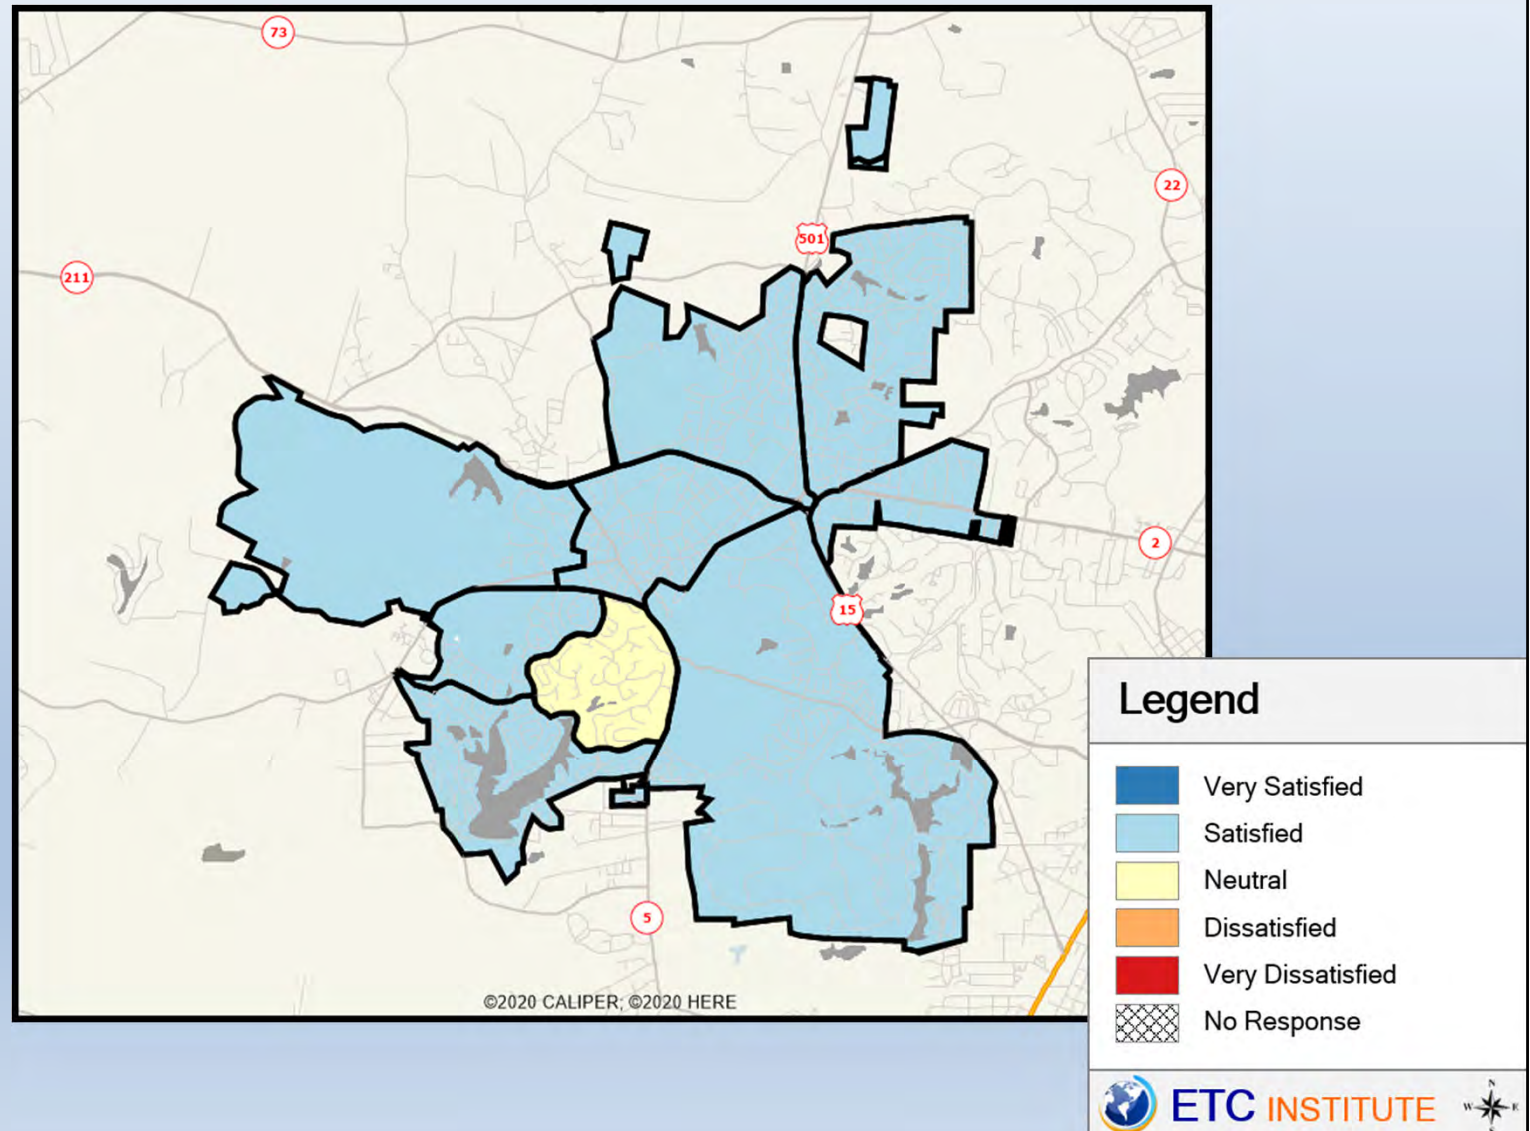 73
22
501
211
2
15
5
©2020 CALIPER; ©2020 HERE
Legend
Very Satisfied
Satisfied
Neutral
Dissatisfied
Very Dissatisfied
No Response
ETC INSTITUTE
N
W E
S